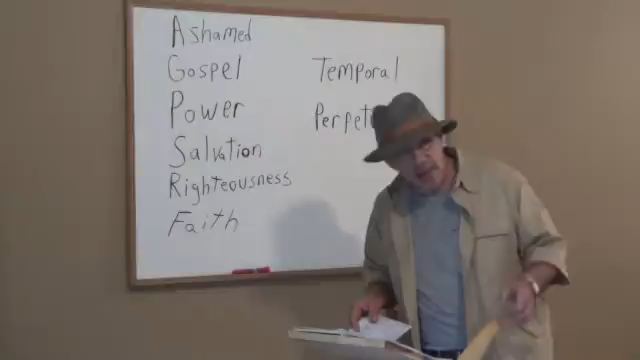 Ashamed
Gospel
Power
Salvation
Righteousness
Faith
Temporal